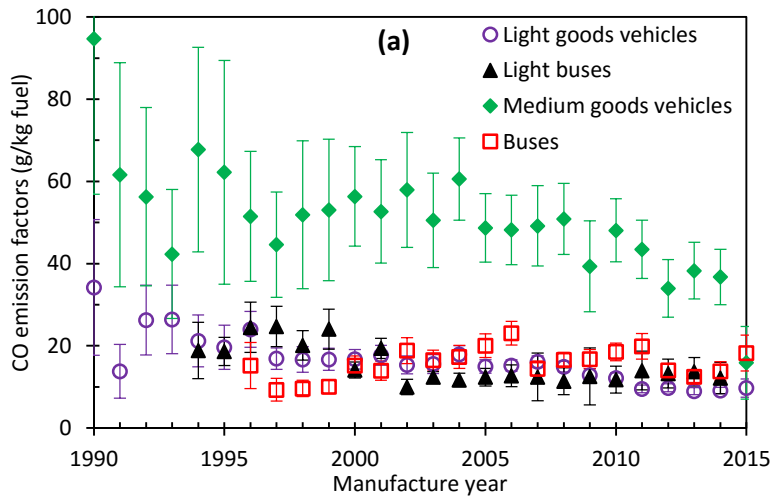 (a)
Light goods vehicles
Light buses
Medium goods vehicles
Buses
CO emission factors (g/kg fuel)
100
80
60
40
20
0
1990
1995
2000
2005
2010
2015
Manufacture year